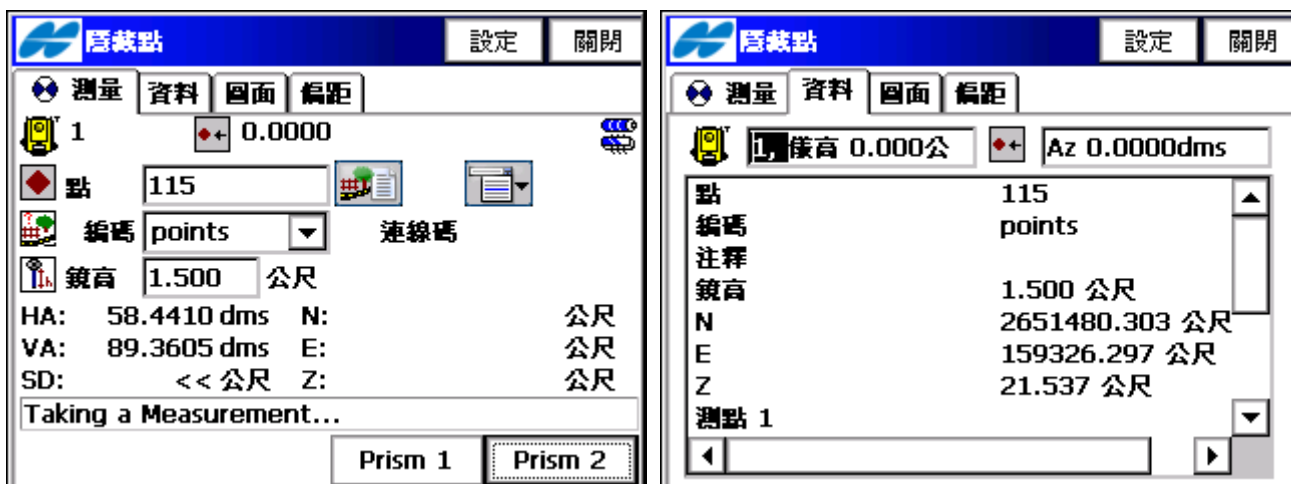 隱藏點 設定 關閉
測量 資料 圖面 偏距
1 0.0000
點 115
編碼 points 連線碼
鏡高 1.500 公尺
HA: 58.4410 dms N: 公尺
VA: 89.3605 dms E: 公尺
SD: << 公尺 Z: 公尺
Taking a Measurement...
Prism 1 Prism 2
隱藏點 設定 關閉
測量 資料 圖面 偏距
1, 儀高 0.000公 Az 0.0000dms
點 115
編碼 points
注釋
鏡高 1.500 公尺
N 2651480.303 公尺
E 159326.297 公尺
Z 21.537 公尺
測點 1